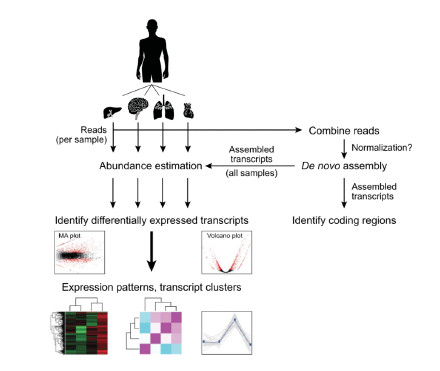 Reads
(per sample)
Combine reads
Normalization?
Assembled
transcripts
(all samples)
Abundance estimation
De novo assembly
Assembled
transcripts
Identify differentially expressed transcripts
Identify coding regions
MA plot
Volcano plot
Expression patterns, transcript clusters